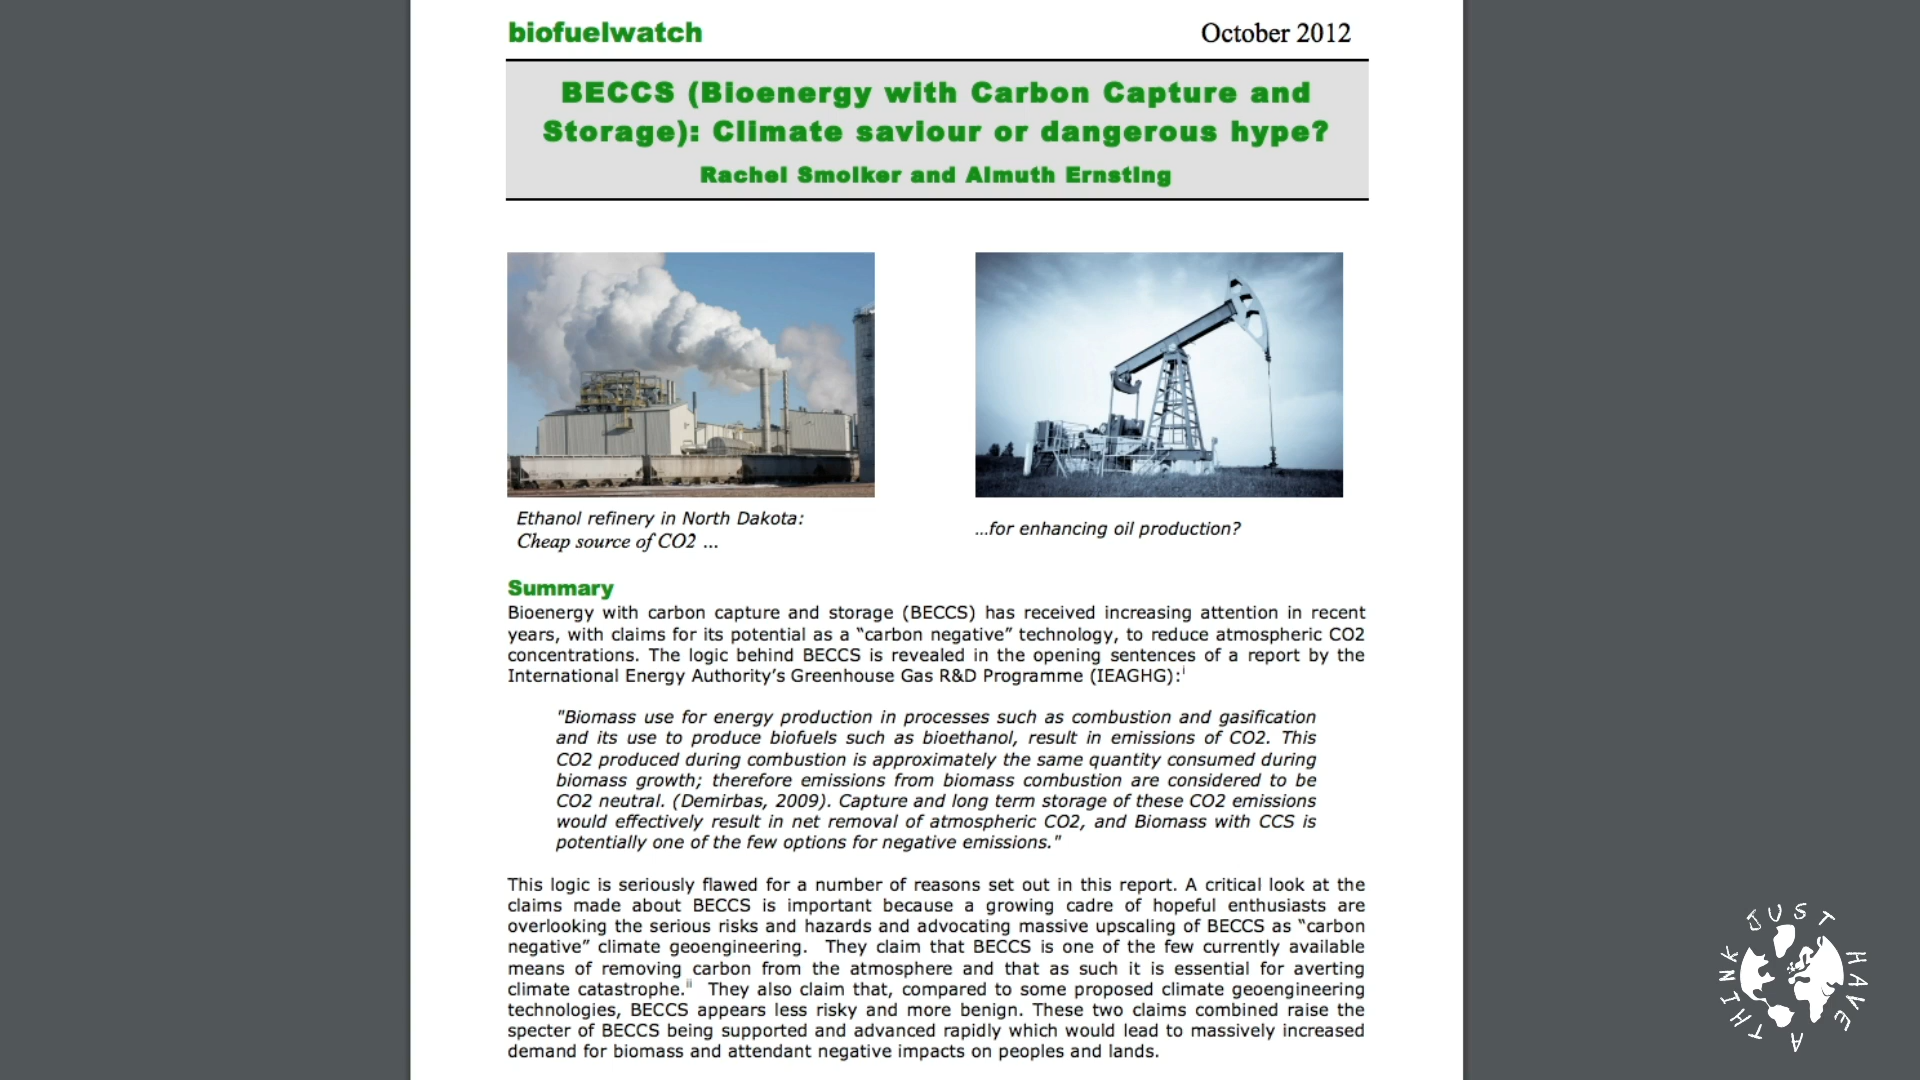 biofuelwatch
October 2012
BECCS (Bioenergy with Carbon Capture and
Storage): Climate saviour or dangerous hype?
Rachel Smolker and Almuth Ernsting
Ethanol refinery in North Dakota:
Cheap source of CO2 ...
...for enhancing oil production?
Summary
Bioenergy with carbon capture and storage (BECCS) has received increasing attention in recent
years, with claims for its potential as a “carbon negative” technology, to reduce atmospheric CO2
concentrations. The logic behind BECCS is revealed in the opening sentences of a report by the
International Energy Authority’s Greenhouse Gas R&D Programme (IEAGHG):i
"Biomass use for energy production in processes such as combustion and gasification
and its use to produce biofuels such as bioethanol, result in emissions of CO2. This
CO2 produced during combustion is approximately the same quantity consumed during
biomass growth; therefore emissions from biomass combustion are considered to be
CO2 neutral. (Demirbas, 2009). Capture and long term storage of these CO2 emissions
would effectively result in net removal of atmospheric CO2, and Biomass with CCS is
potentially one of the few options for negative emissions."
This logic is seriously flawed for a number of reasons set out in this report. A critical look at the
claims made about BECCS is important because a growing cadre of hopeful enthusiasts are
overlooking the serious risks and hazards and advocating massive upscaling of BECCS as “carbon
negative” climate geoengineering. They claim that BECCS is one of the few currently available
means of removing carbon from the atmosphere and that as such it is essential for averting
climate catastrophe.ii They also claim that, compared to some proposed climate geoengineering
technologies, BECCS appears less risky and more benign. These two claims combined raise the
specter of BECCS being supported and advanced rapidly which would lead to massively increased
demand for biomass and attendant negative impacts on peoples and lands.
JUST HAVE A THINK